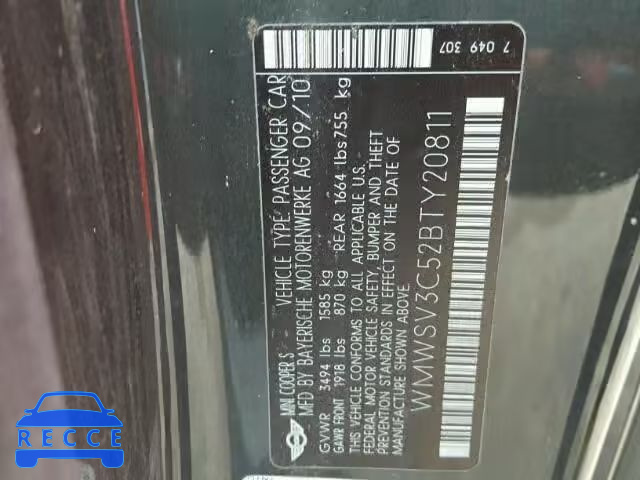 MINI COOPER S VEHICLE TYPE: PASSENGER CAR
MFD BY BAYERISCHE MOTORENWERKE AG 09/10
GVWR 3494 lbs 1585 kg
GAWR FRONT 1918 lbs 870 kg REAR 1664 lbs 755 kg
THIS VEHICLE CONFORMS TO ALL APPLICABLE U.S.
FEDERAL MOTOR VEHICLE SAFETY, BUMPER AND THEFT
PREVENTION STANDARDS IN EFFECT ON THE DATE OF
MANUFACTURE SHOWN ABOVE.
WMWSV3C52BTY20811
7 049 307
RECCE